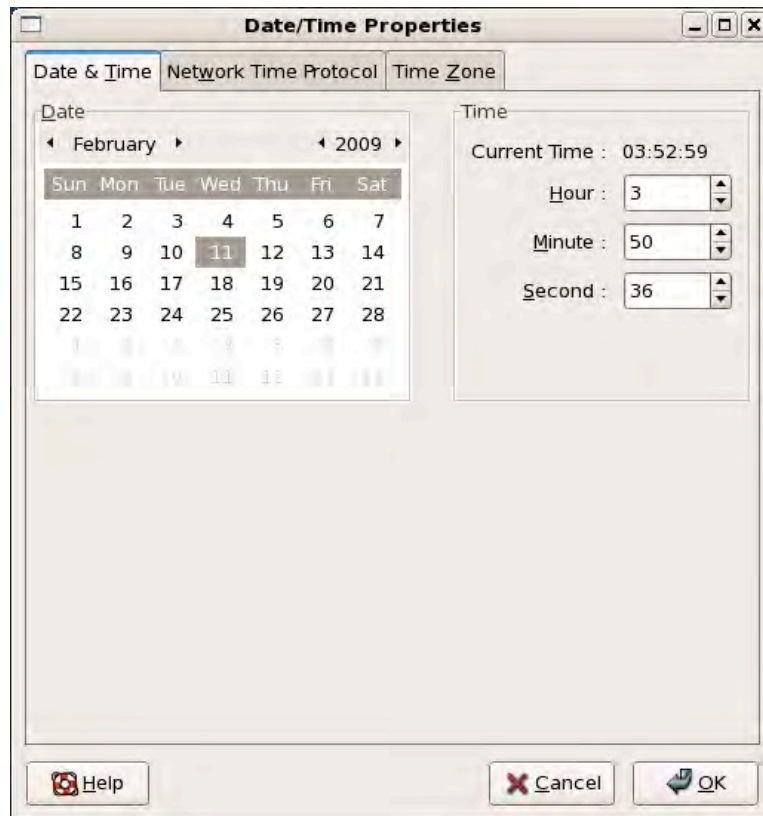 Date/Time Properties
Date & Time Network Time Protocol Time Zone
Date
February 2009
Sun Mon Tue Wed Thu Fri Sat
1 2 3 4 5 6 7
8 9 10 11 12 13 14
15 16 17 18 19 20 21
22 23 24 25 26 27 28
Time
Current Time : 03:52:59
Hour : 3
Minute : 50
Second : 36
Help Cancel OK